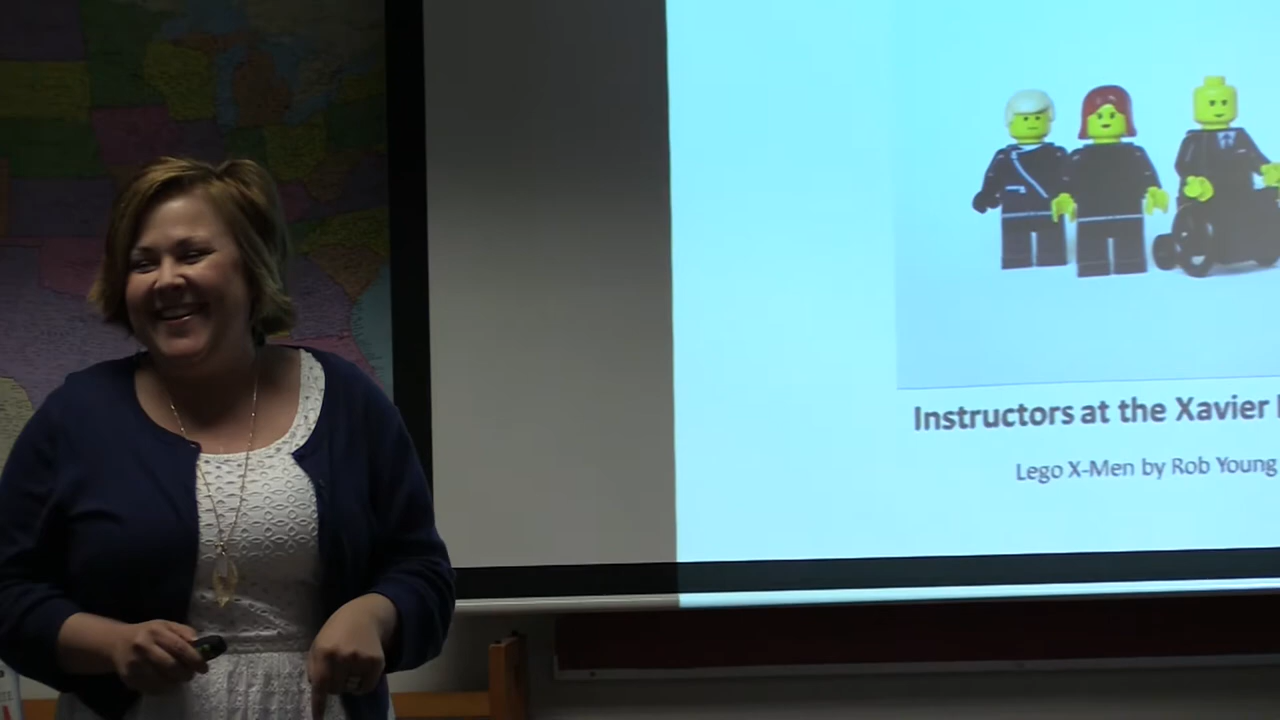 Instructors at the Xavier
Lego X-Men by Rob Young